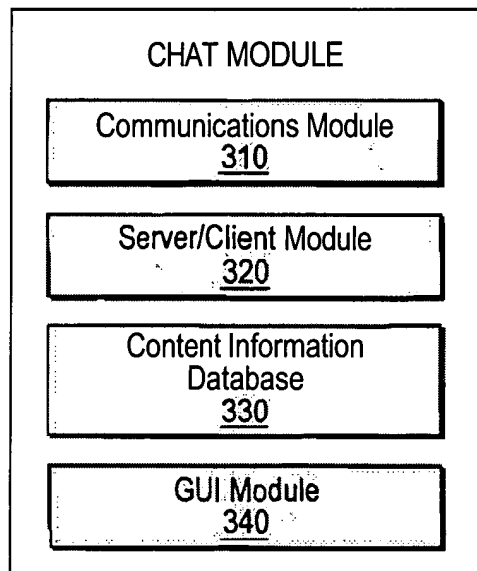 CHAT MODULE
Communications Module
310
Server/Client Module
320
Content Information
Database
330
GUI Module
340